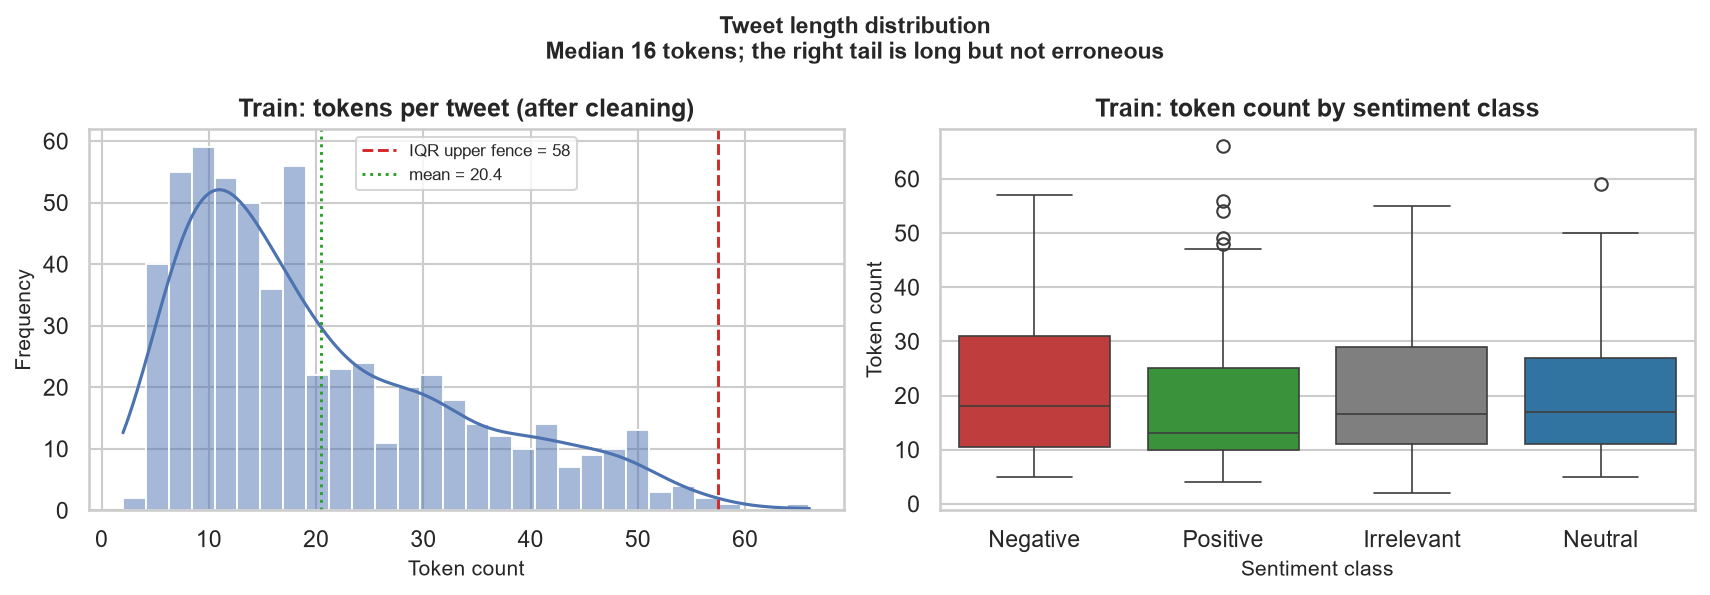 Tweet length distribution
Median 16 tokens; the right tail is long but not erroneous
Train: tokens per tweet (after cleaning)
IQR upper fence = 58
mean = 20.4
Frequency
60
50
40
30
20
10
0
0 10 20 30 40 50 60
Token count
Train: token count by sentiment class
Token count
60
50
40
30
20
10
0
Negative Positive Irrelevant Neutral
Sentiment class